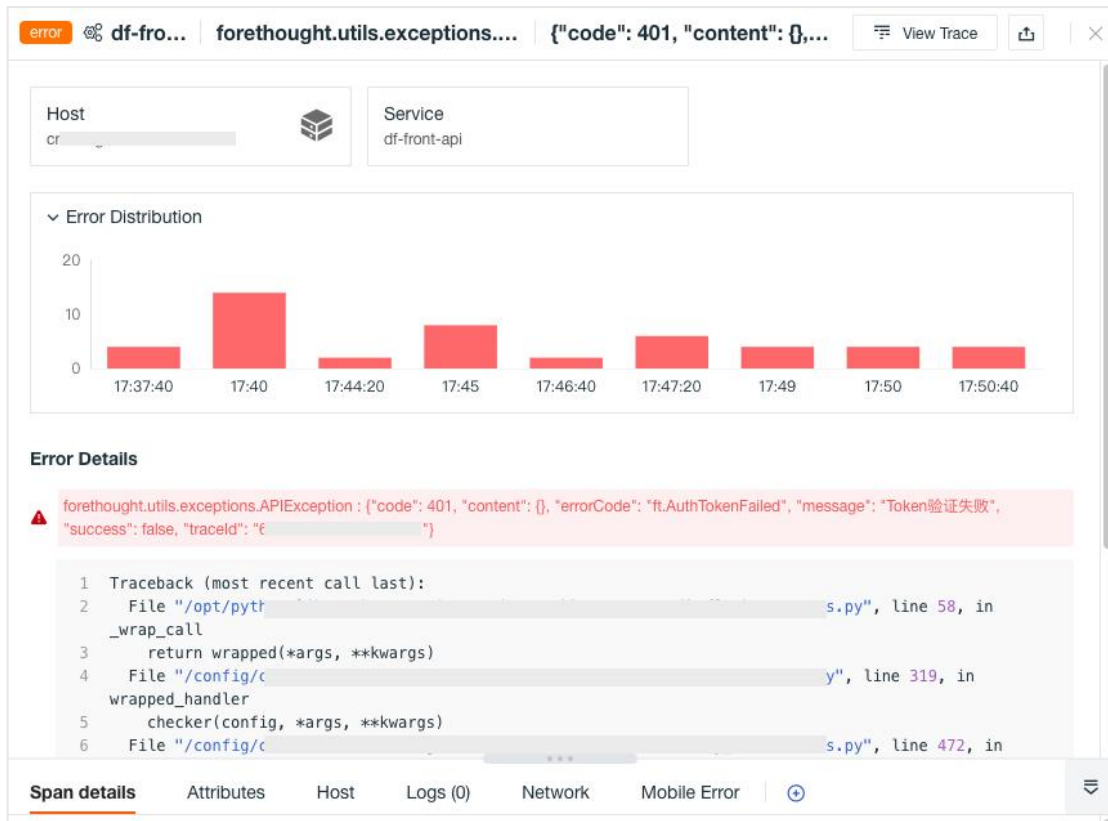 error df-fro... forethought.utils.exceptions.... {"code": 401, "content": {},... View Trace
Host
cr
Service
df-front-api
Error Distribution
20
10
0
17:37:40 17:40 17:44:20 17:45 17:46:40 17:47:20 17:49 17:50 17:50:40
Error Details
forethought.utils.exceptions.APIException : {"code": 401, "content": {}, "errorCode": "ft.AuthTokenFailed", "message": "Token验证失败",
"success": false, "traceId": "6 "}
1 Traceback (most recent call last):
2 File "/opt/pyth s.py", line 58, in
_wrap_call
3 return wrapped(*args, **kwargs)
4 File "/config/c y", line 319, in
wrapped_handler
5 checker(config, *args, **kwargs)
6 File "/config/c s.py", line 472, in
Span details Attributes Host Logs (0) Network Mobile Error